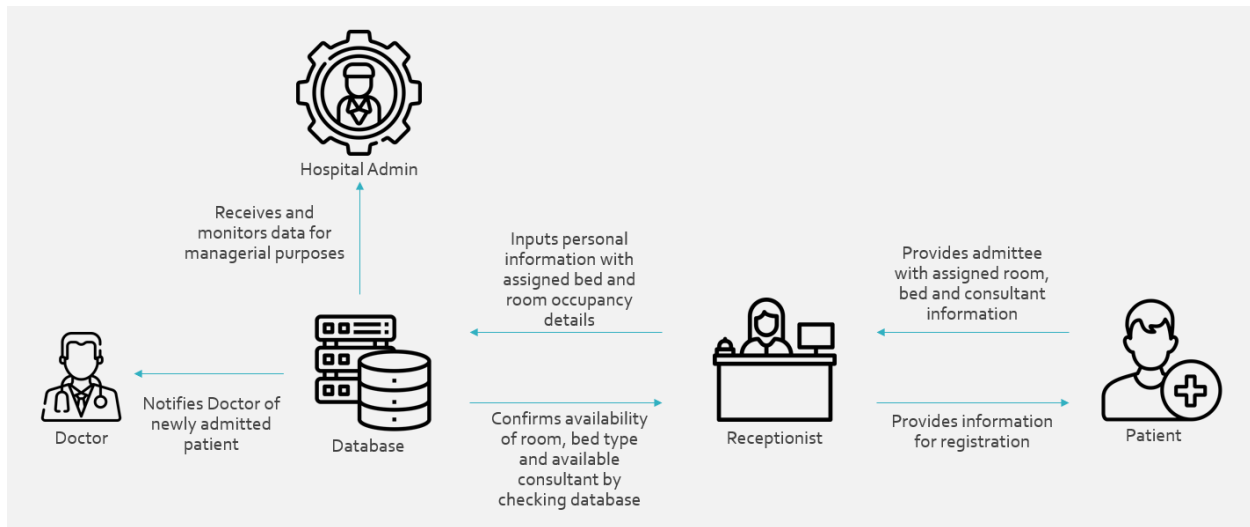 Hospital Admin
Receives and
monitors data for
managerial purposes
Inputs personal
information with
assigned bed and
room occupancy
details
Provides admittee
with assigned room,
bed and consultant
information
Doctor
Notifies Doctor of
newly admitted
patient
Database
Confirms availability
of room, bed type
and available
consultant by
checking database
Receptionist
Provides information
for registration
Patient